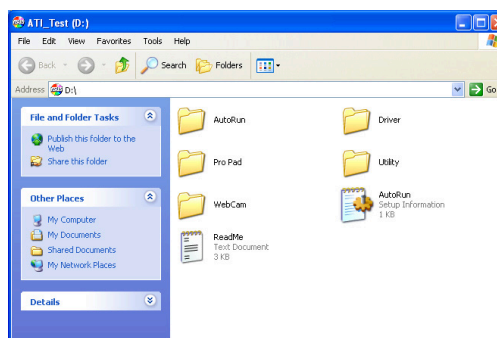 ATI_Test (D:)
File Edit View Favorites Tools Help
Back Search Folders
Address D:\ Go
File and Folder Tasks
Publish this folder to the
Web
Share this folder
Other Places
My Computer
My Documents
Shared Documents
My Network Places
Details
AutoRun
Driver
Pro Pad
Utility
WebCam
AutoRun
Setup Information
1 KB
ReadMe
Text Document
3 KB